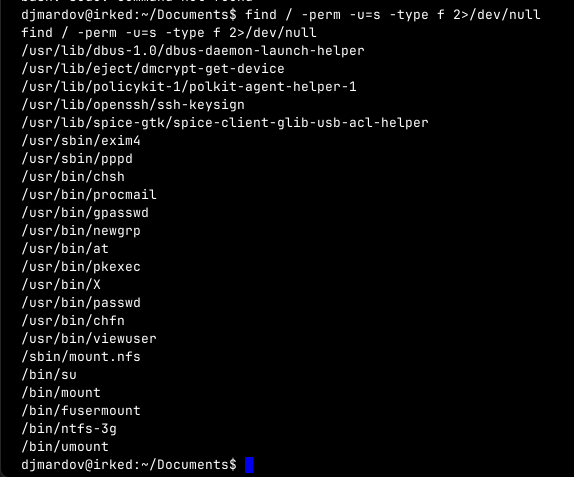 djmardov@irked:~/Documents$ find / -perm -u=s -type f 2>/dev/null
find / -perm -u=s -type f 2>/dev/null
/usr/lib/dbus-1.0/dbus-daemon-launch-helper
/usr/lib/eject/dmcrypt-get-device
/usr/lib/policykit-1/polkit-agent-helper-1
/usr/lib/openssh/ssh-keysign
/usr/lib/spice-gtk/spice-client-glib-usb-acl-helper
/usr/sbin/exim4
/usr/sbin/pppd
/usr/bin/chsh
/usr/bin/procmail
/usr/bin/gpasswd
/usr/bin/newgrp
/usr/bin/at
/usr/bin/pkexec
/usr/bin/X
/usr/bin/passwd
/usr/bin/chfn
/usr/bin/viewuser
/sbin/mount.nfs
/bin/su
/bin/mount
/bin/fusermount
/bin/ntfs-3g
/bin/umount
djmardov@irked:~/Documents$